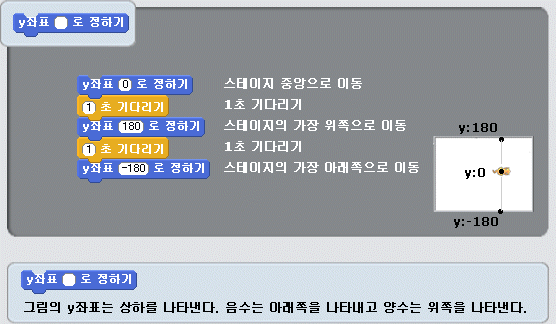 y좌표 로 정하기
y좌표 0 로 정하기 스테이지 중앙으로 이동
1 초 기다리기 1초 기다리기
y좌표 180 로 정하기 스테이지의 가장 위쪽으로 이동
1 초 기다리기 1초 기다리기
y좌표 -180 로 정하기 스테이지의 가장 아래쪽으로 이동
y:180
y:0
y:-180
y좌표 로 정하기
그림의 y좌표는 상하를 나타낸다. 음수는 아래쪽을 나타내고 양수는 위쪽을 나타낸다.